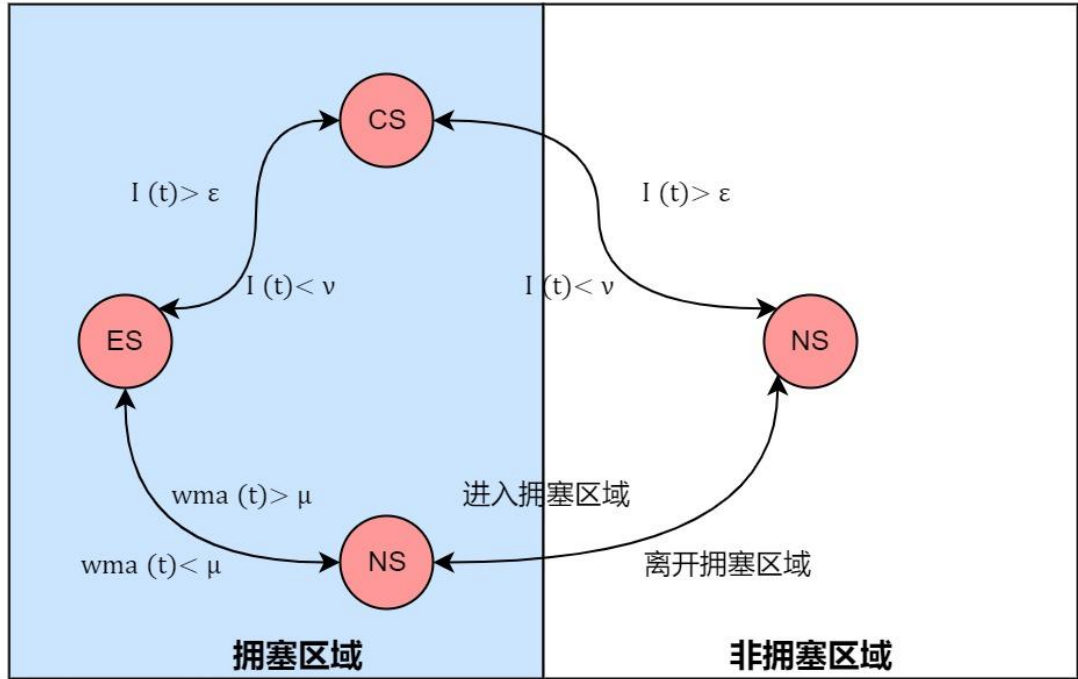 CS
I (t)> ε
I (t)> ε
I (t)< ν
I (t)< ν
ES
NS
wma (t)> μ
进入拥塞区域
wma (t)< μ
NS
离开拥塞区域
拥塞区域
非拥塞区域